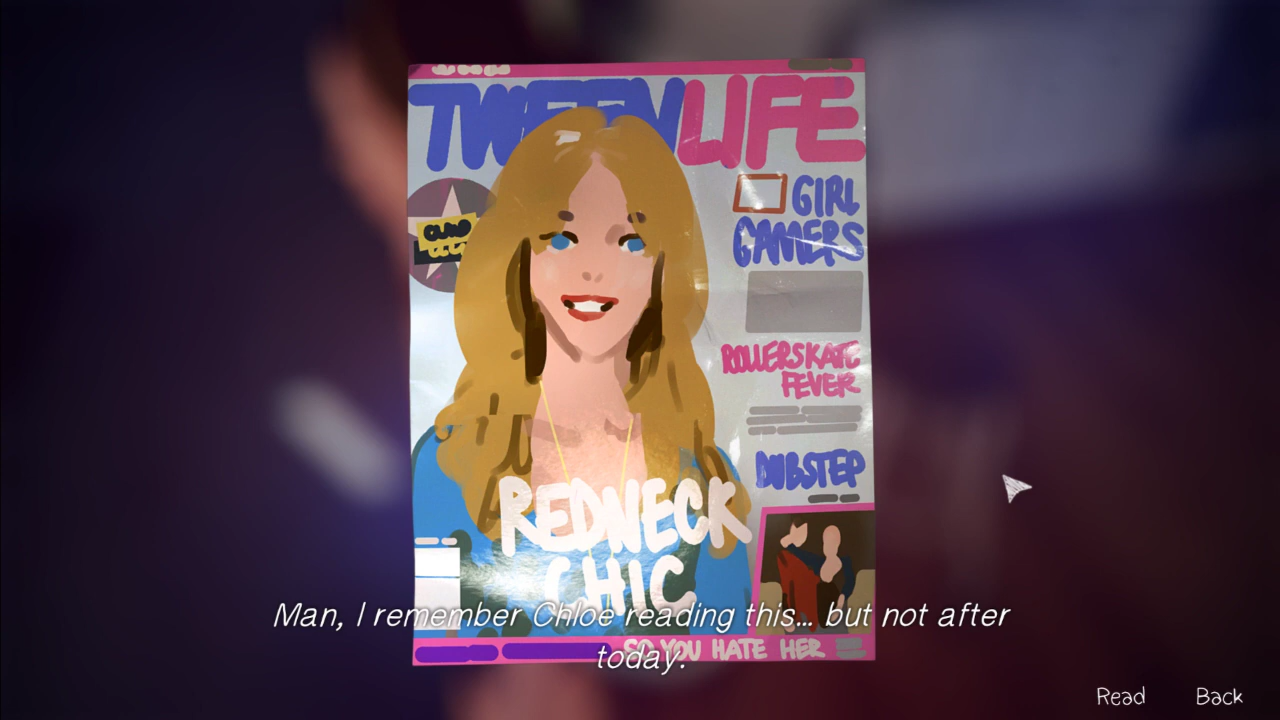 TWEENLIFE
GIRL
GAMERS
ROLLERSKATE
FEVER
DUBSTEP
REDNECK
CHIC
SO YOU HATE HER
Man, I remember Chloe reading this... but not after
today.
Read Back